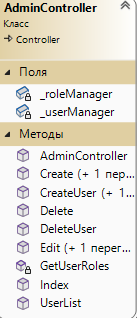 AdminController
Класс
Controller
Поля
_roleManager
_userManager
Методы
AdminController
Create (+ 1 пер...
CreateUser (+ 1...
Delete
DeleteUser
Edit (+ 1 перег...
GetUserRoles
Index
UserList